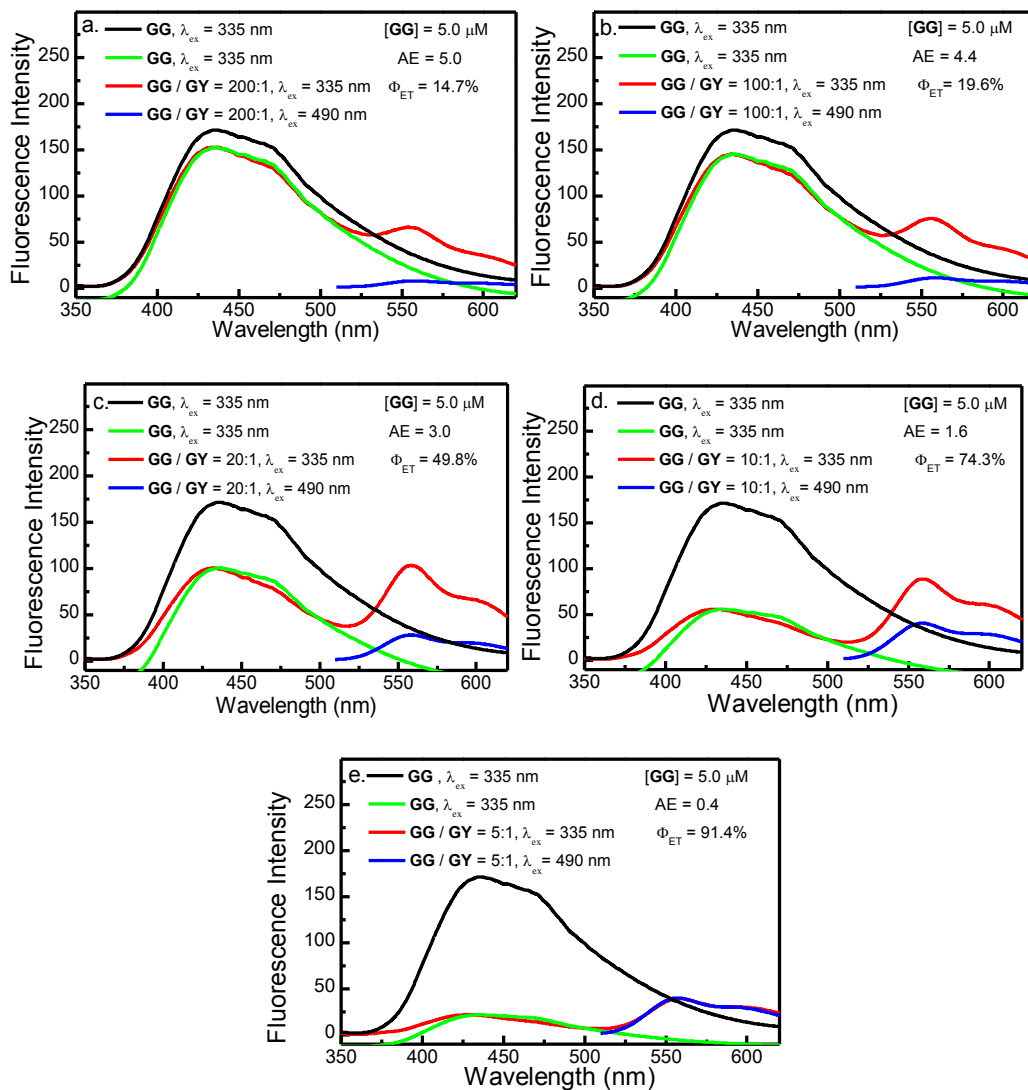 a.
GG, λex = 335 nm
[GG] = 5.0 μM
GG, λex = 335 nm
AE = 5.0
GG / GY = 200:1, λex = 335 nm
ΦET = 14.7%
GG / GY = 200:1, λex = 490 nm
Fluorescence Intensity
250
200
150
100
50
0
350 400 450 500 550 600
Wavelength (nm)
b.
GG, λex = 335 nm
[GG] = 5.0 μM
GG, λex = 335 nm
AE = 4.4
GG / GY = 100:1, λex = 335 nm
ΦET = 19.6%
GG / GY = 100:1, λex = 490 nm
Fluorescence Intensity
250
200
150
100
50
0
350 400 450 500 550 600
Wavelength (nm)
c.
GG, λex = 335 nm
[GG] = 5.0 μM
GG, λex = 335 nm
AE = 3.0
GG / GY = 20:1, λex = 335 nm
ΦET = 49.8%
GG / GY = 20:1, λex = 490 nm
Fluorescence Intensity
250
200
150
100
50
0
350 400 450 500 550 600
Wavelength (nm)
d.
GG, λex = 335 nm
[GG] = 5.0 μM
GG, λex = 335 nm
AE = 1.6
GG / GY = 10:1, λex = 335 nm
ΦET = 74.3%
GG / GY = 10:1, λex = 490 nm
Fluorescence Intensity
250
200
150
100
50
0
350 400 450 500 550 600
Wavelength (nm)
e.
GG , λex = 335 nm
[GG] = 5.0 μM
GG, λex = 335 nm
AE = 0.4
GG / GY = 5:1, λex = 335 nm
ΦET = 91.4%
GG / GY = 5:1, λex = 490 nm
Fluorescence Intensity
250
200
150
100
50
0
350 400 450 500 550 600
Wavelength (nm)